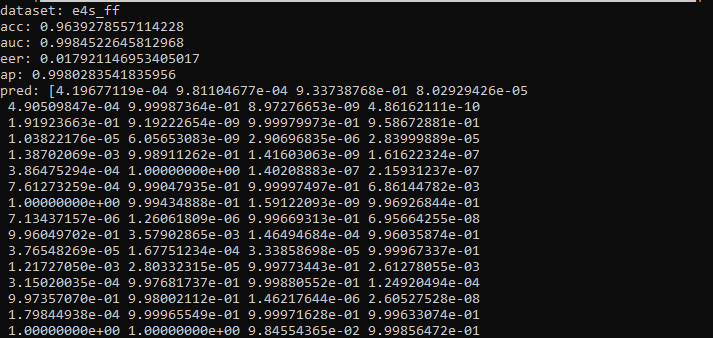 dataset: e4s_ff
acc: 0.9639278557114228
auc: 0.9984522645812968
eer: 0.017921146953405017
ap: 0.9980283541835956
pred: [4.19677119e-04 9.81104677e-04 9.33738768e-01 8.02929426e-05
4.90509847e-04 9.99987364e-01 8.97276653e-09 4.86162111e-10
1.91923663e-01 9.19222654e-09 9.99979973e-01 9.58672881e-01
1.03822176e-05 6.05653083e-09 2.90696835e-06 2.83999889e-05
1.38702069e-03 9.98911262e-01 1.41603063e-09 1.61622324e-07
3.86475294e-04 1.00000000e+00 1.40208883e-07 2.15931237e-07
7.61273259e-04 9.99047935e-01 9.99997497e-01 6.86144782e-03
1.00000000e+00 9.99434888e-01 1.59122093e-09 9.96926844e-01
7.13437157e-06 1.26061809e-06 9.99669313e-01 6.95664255e-08
9.96049702e-01 3.57902865e-03 1.46494684e-04 9.96035874e-01
3.76548269e-05 1.67751234e-04 3.33858698e-05 9.99967337e-01
1.21727050e-03 2.80332315e-05 9.99773443e-01 2.61278055e-03
3.15020035e-04 9.97681737e-01 9.99880552e-01 1.24920494e-04
9.97357070e-01 9.98002112e-01 1.46217644e-06 2.60527528e-08
1.79844938e-04 9.99965549e-01 9.99971628e-01 9.99633074e-01
1.00000000e+00 1.00000000e+00 9.84554365e-02 9.99856472e-01